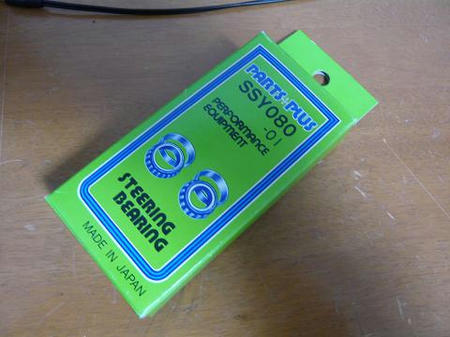 PARTS PLUS
SSY080
-01
PERFORMANCE
EQUIPMENT
STEERING
BEARING
MADE IN JAPAN